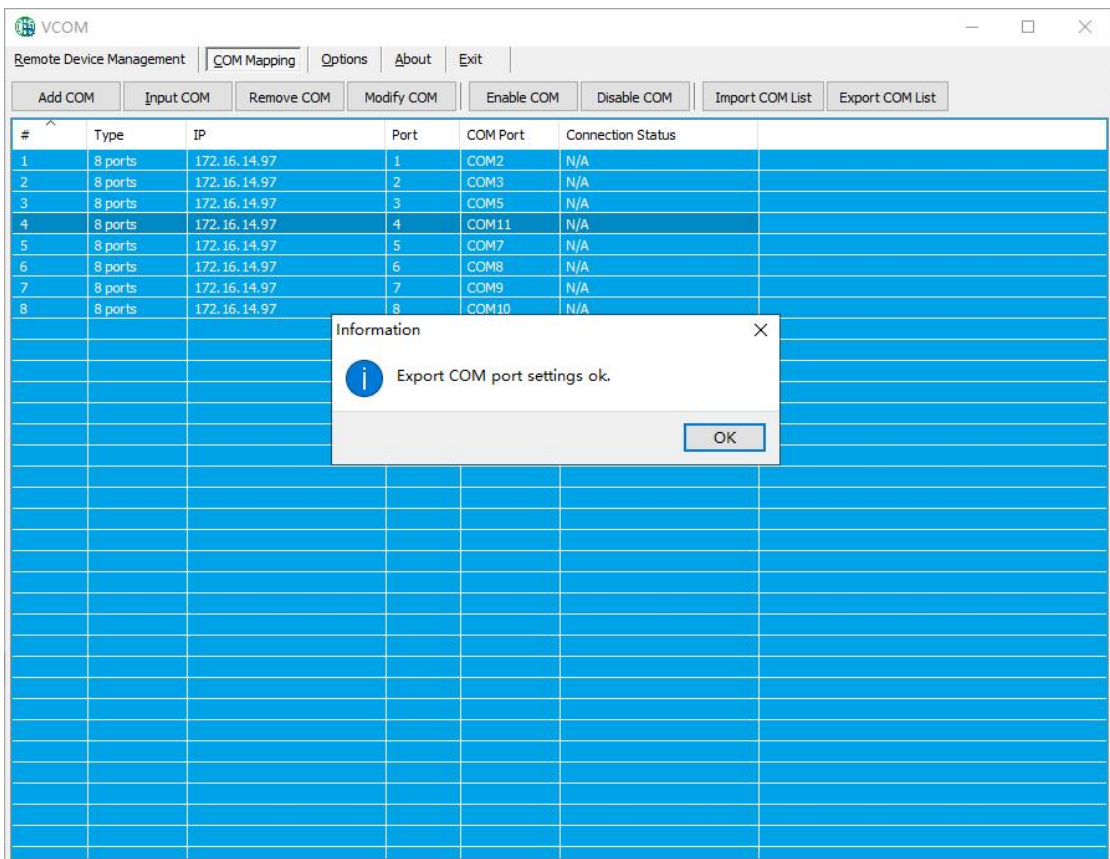 VCOM
Remote Device Management COM Mapping Options About Exit
Add COM Input COM Remove COM Modify COM Enable COM Disable COM Import COM List Export COM List
# Type IP Port COM Port Connection Status
1 8 ports 172.16.14.97 1 COM2 N/A
2 8 ports 172.16.14.97 2 COM3 N/A
3 8 ports 172.16.14.97 3 COM5 N/A
4 8 ports 172.16.14.97 4 COM11 N/A
5 8 ports 172.16.14.97 5 COM7 N/A
6 8 ports 172.16.14.97 6 COM8 N/A
7 8 ports 172.16.14.97 7 COM9 N/A
8 8 ports 172.16.14.97 8 COM10 N/A
Information
Export COM port settings ok.
OK